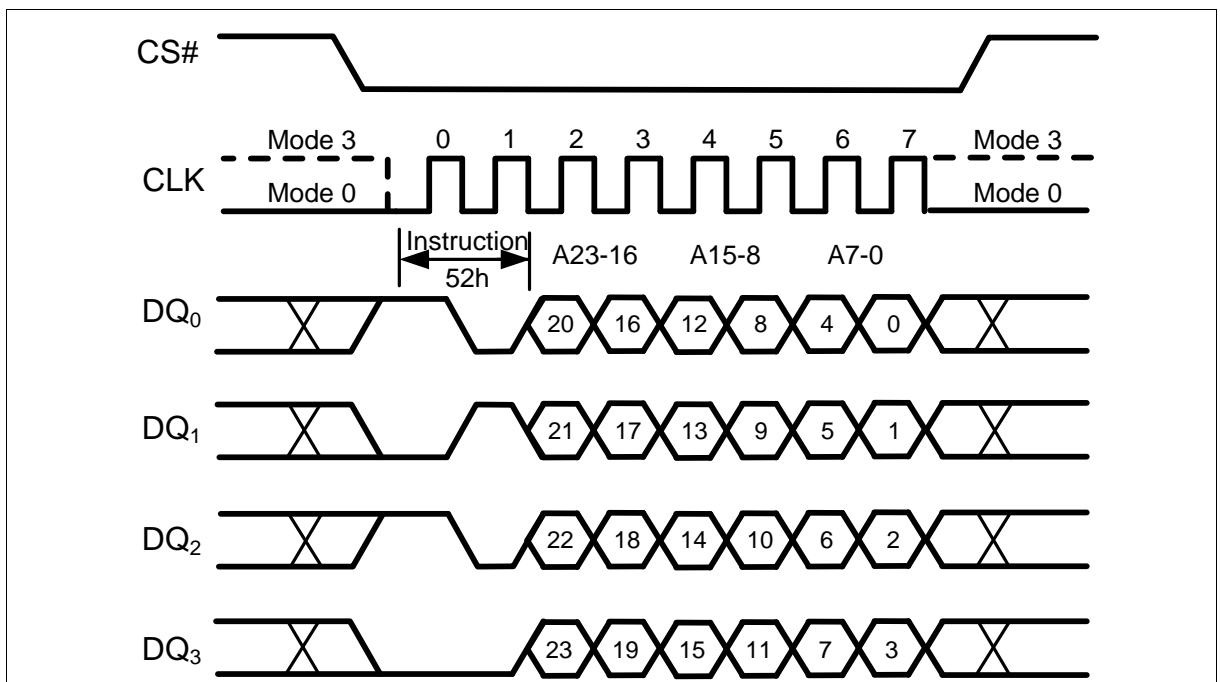 CS#
Mode 3 0 1 2 3 4 5 6 7 Mode 3
CLK
Mode 0 Mode 0
Instruction A23-16 A15-8 A7-0
52h
DQ0 20 16 12 8 4 0
DQ1 21 17 13 9 5 1
DQ2 22 18 14 10 6 2
DQ3 23 19 15 11 7 3